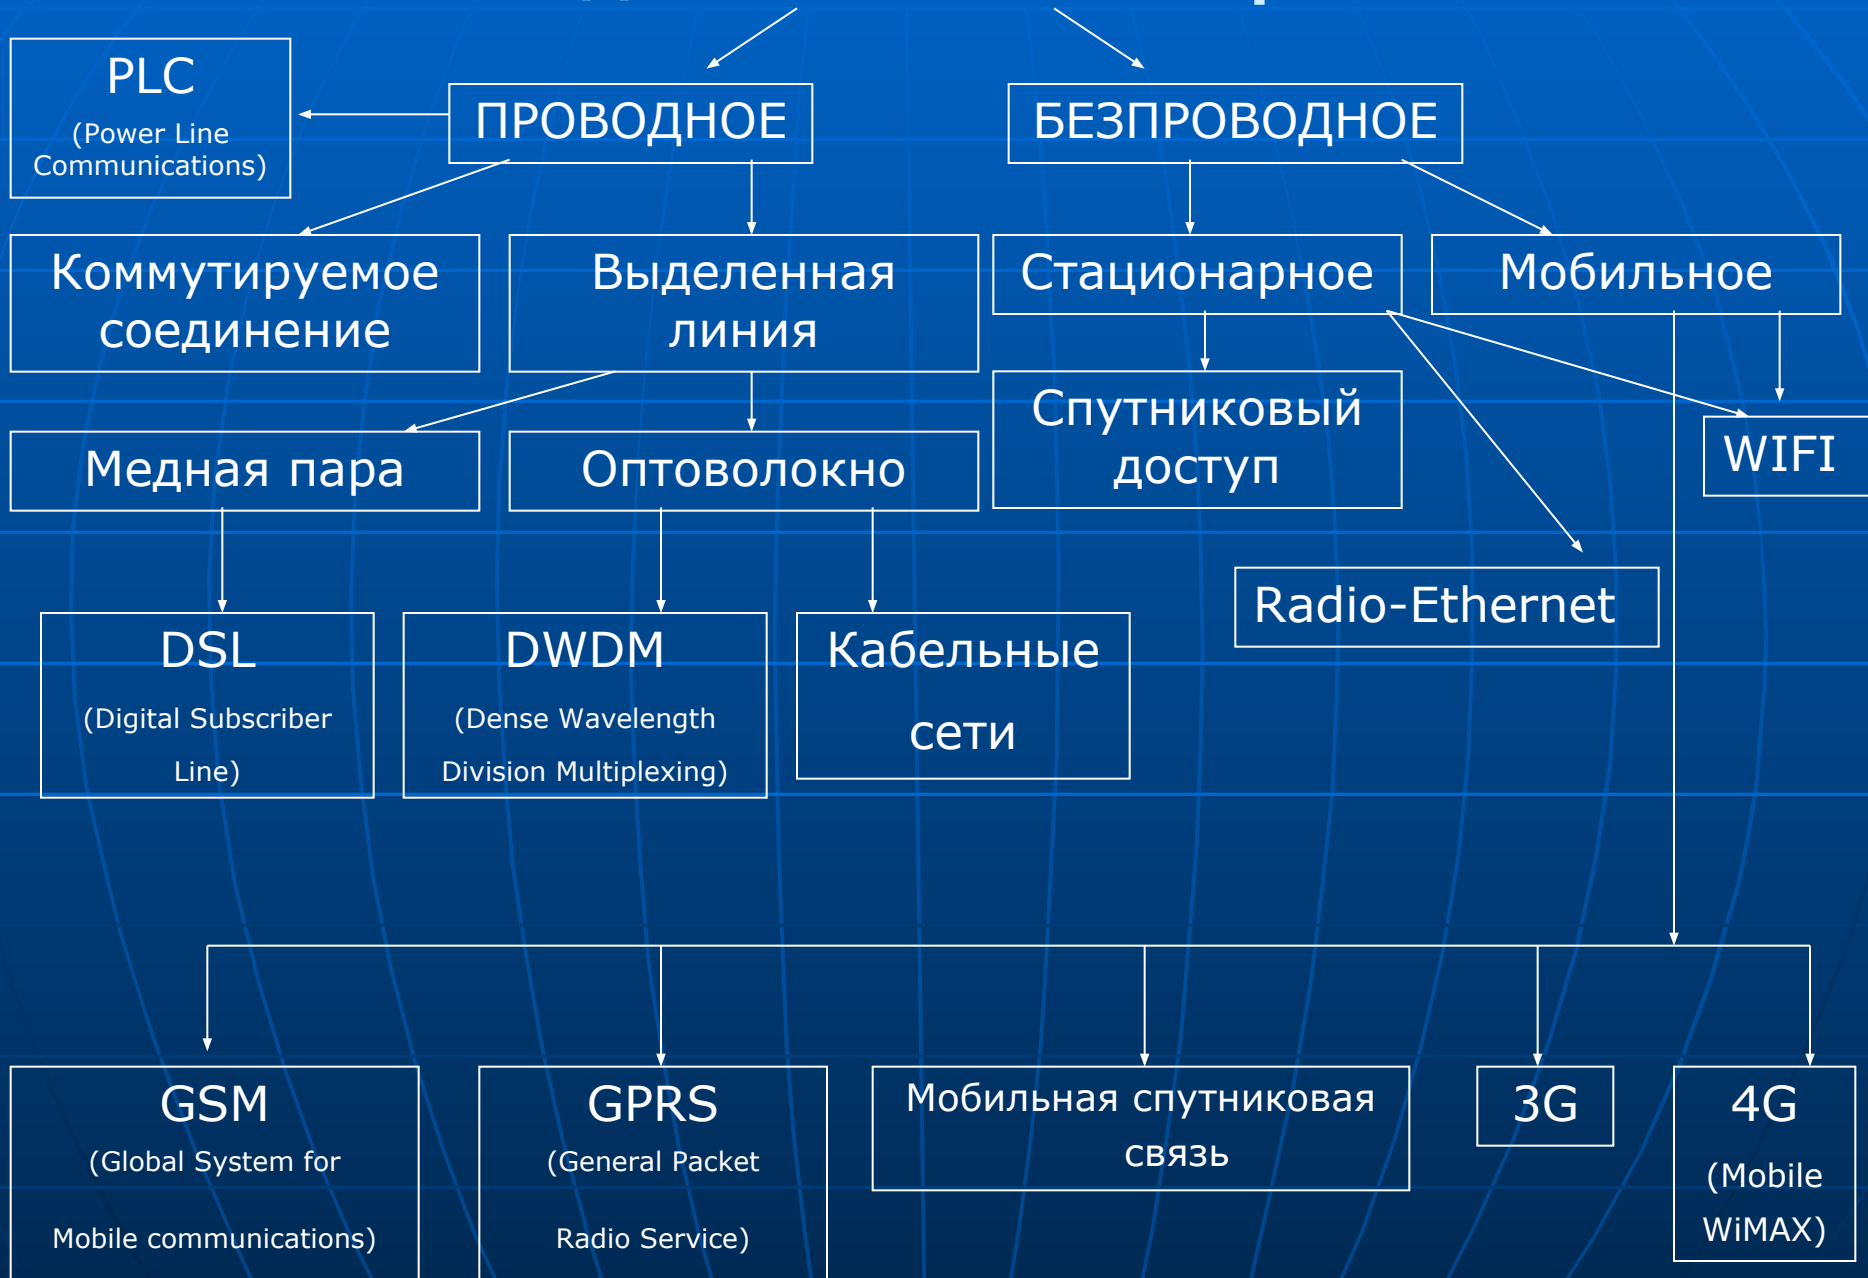 PLC
(Power Line
Communications)
ПРОВОДНОЕ
БЕЗПРОВОДНОЕ
Коммутируемое
соединение
Выделенная
линия
Стационарное
Мобильное
Спутниковый
доступ
WIFI
Медная пара
Оптоволокно
Radio-Ethernet
DSL
(Digital Subscriber
Line)
DWDM
(Dense Wavelength
Division Multiplexing)
Кабельные
сети
GSM
(Global System for
Mobile communications)
GPRS
(General Packet
Radio Service)
Мобильная спутниковая
связь
3G
4G
(Mobile
WiMAX)